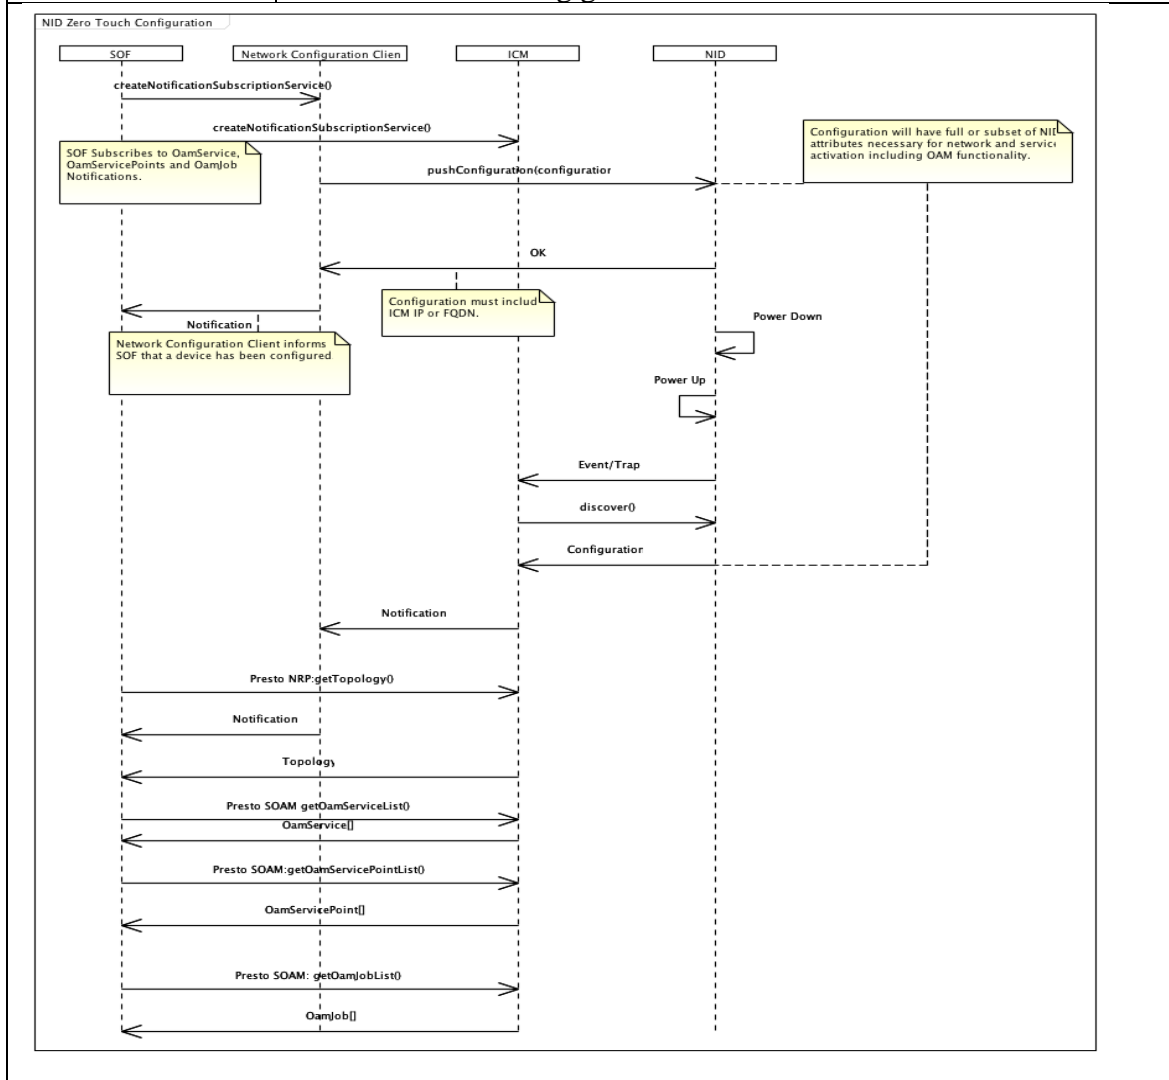 NID Zero Touch Configuration
SOF
Network Configuration Clien
ICM
NID
createNotificationSubscriptionService()
createNotificationSubscriptionService()
Configuration will have full or subset of NID
attributes necessary for network and service
activation including OAM functionality.
SOF Subscribes to OamService,
OamServicePoints and OamJob
Notifications.
pushConfiguration(configuration
OK
Configuration must includ
ICM IP or FQDN.
Notification
Network Configuration Client informs
SOF that a device has been configured
Power Down
Power Up
Event/Trap
discover()
Configuration
Notification
Presto NRP:getTopology()
Notification
Topology
Presto SOAM getOamServiceList()
OamService[]
Presto SOAM:getOamServicePointList()
OamServicePoint[]
Presto SOAM: getOamJobList()
OamJob[]